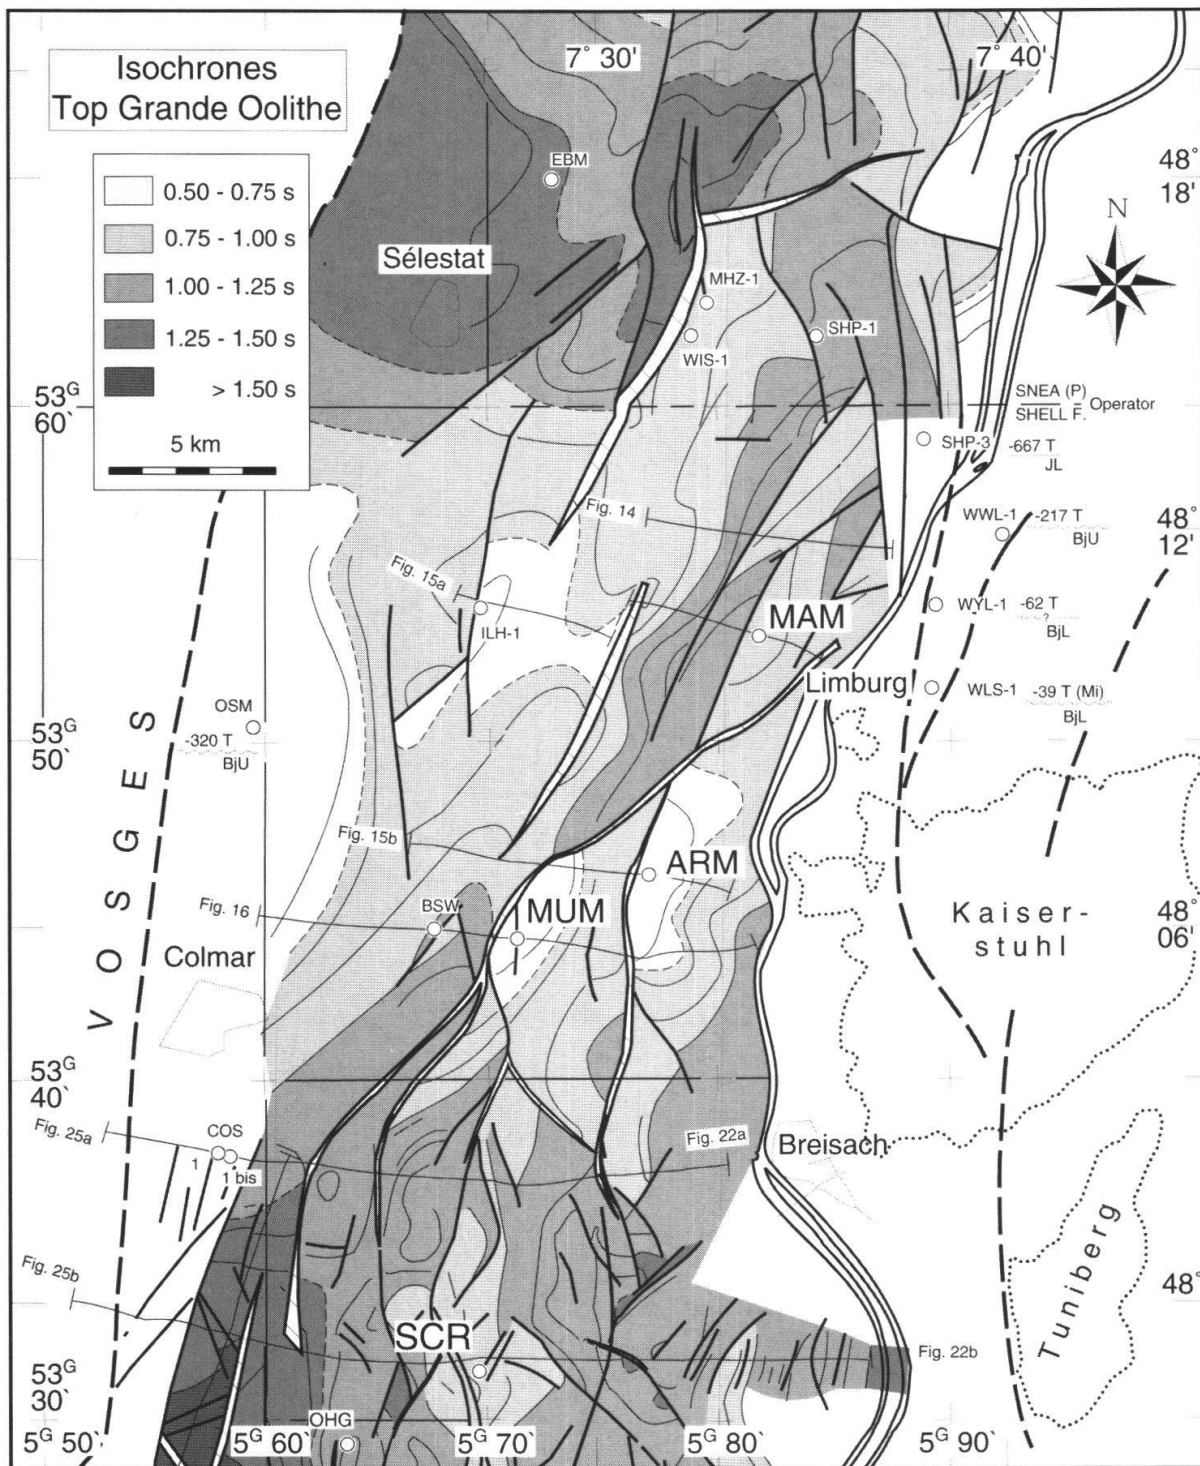 Isochrones
Top Grande Oolithe
0.50 - 0.75 s
0.75 - 1.00 s
1.00 - 1.25 s
1.25 - 1.50 s
> 1.50 s
5 km
7° 30'
7° 40'
48°
18'
N
EBM
Sélestat
MHZ-1
SHP-1
WIS-1
53ᴳ
60`
SNEA (P)
SHELL F.
Operator
SHP-3
-667 T
JL
Fig. 14
WWL-1
-217 T
BjU
48°
12'
Fig. 15a
ILH-1
MAM
WYL-1
-62 T
?
BjL
Limburg
WLS-1
-39 T (Mi)
BjL
OSM
-320 T
BjU
53ᴳ
50`
VOSGES
Fig. 15b
ARM
Fig. 16
BSW
MUM
Colmar
Kaiser-
stuhl
48°
06'
53ᴳ
40`
Fig. 25a
COS
1
1 bis
Fig. 22a
Breisach
Tuniberg
48°
Fig. 25b
SCR
Fig. 22b
53ᴳ
30`
OHG
5ᴳ 50`
5ᴳ 60`
5ᴳ 70`
5ᴳ 80`
5ᴳ 90`